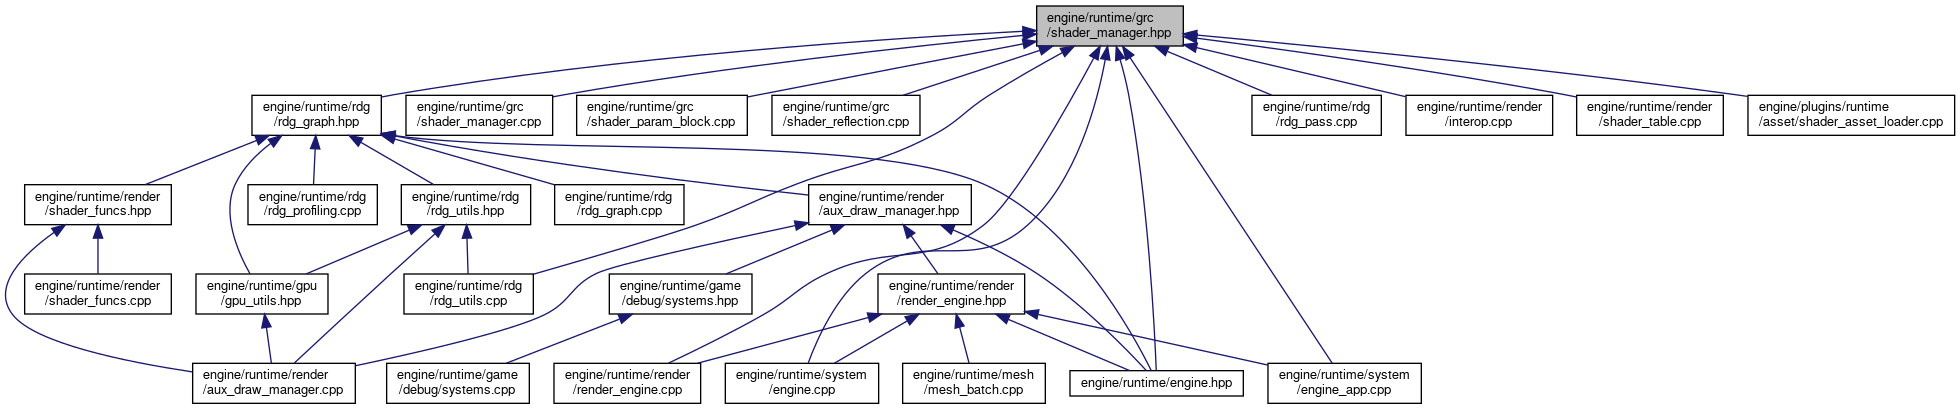 engine/runtime/grc
/shader_manager.hpp
engine/runtime/rdg
/rdg_graph.hpp
engine/runtime/grc
/shader_manager.cpp
engine/runtime/grc
/shader_param_block.cpp
engine/runtime/grc
/shader_reflection.cpp
engine/runtime/rdg
/rdg_pass.cpp
engine/runtime/render
/interop.cpp
engine/runtime/render
/shader_table.cpp
engine/plugins/runtime
/asset/shader_asset_loader.cpp
engine/runtime/render
/shader_funcs.hpp
engine/runtime/rdg
/rdg_profiling.cpp
engine/runtime/rdg
/rdg_utils.hpp
engine/runtime/rdg
/rdg_graph.cpp
engine/runtime/render
/aux_draw_manager.hpp
engine/runtime/render
/shader_funcs.cpp
engine/runtime/gpu
/gpu_utils.hpp
engine/runtime/rdg
/rdg_utils.cpp
engine/runtime/game
/debug/systems.hpp
engine/runtime/render
/render_engine.hpp
engine/runtime/render
/aux_draw_manager.cpp
engine/runtime/game
/debug/systems.cpp
engine/runtime/render
/render_engine.cpp
engine/runtime/system
/engine.cpp
engine/runtime/mesh
/mesh_batch.cpp
engine/runtime/engine.hpp
engine/runtime/system
/engine_app.cpp